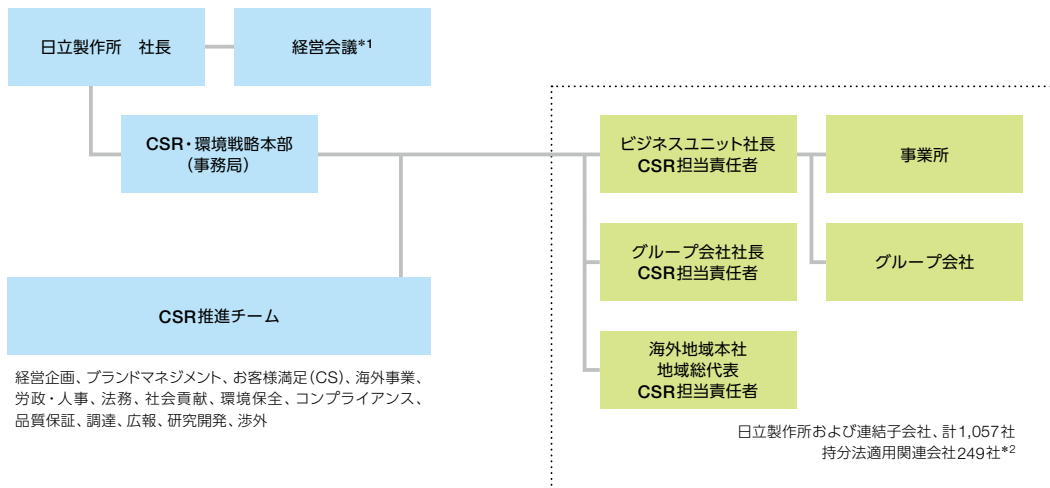 日立製作所　社長
経営会議*1
CSR・環境戦略本部
（事務局）
ビジネスユニット社長
CSR担当責任者
事業所
グループ会社社長
CSR担当責任者
グループ会社
CSR推進チーム
海外地域本社
地域総代表
CSR担当責任者
経営企画、ブランドマネジメント、お客様満足（CS）、海外事業、
労政・人事、法務、社会貢献、環境保全、コンプライアンス、
品質保証、調達、広報、研究開発、渉外
日立製作所および連結子会社、計1,057社
持分法適用関連会社249社*2